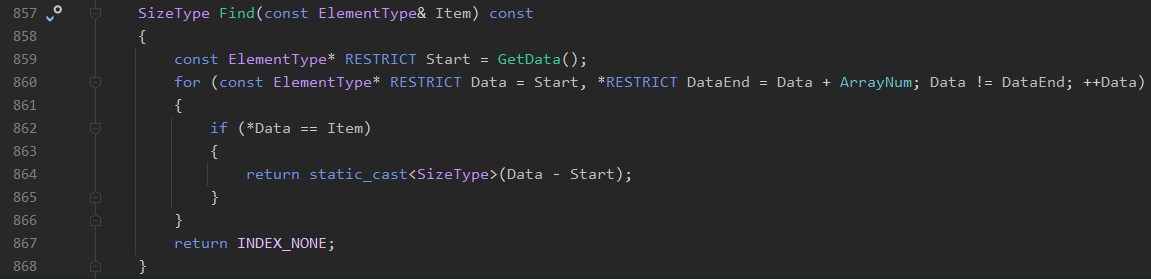 857 SizeType Find(const ElementType& Item) const
858 {
859 const ElementType* RESTRICT Start = GetData();
860 for (const ElementType* RESTRICT Data = Start, *RESTRICT DataEnd = Data + ArrayNum; Data != DataEnd; ++Data)
861 {
862 if (*Data == Item)
863 {
864 return static_cast<SizeType>(Data - Start);
865 }
866 }
867 return INDEX_NONE;
868 }